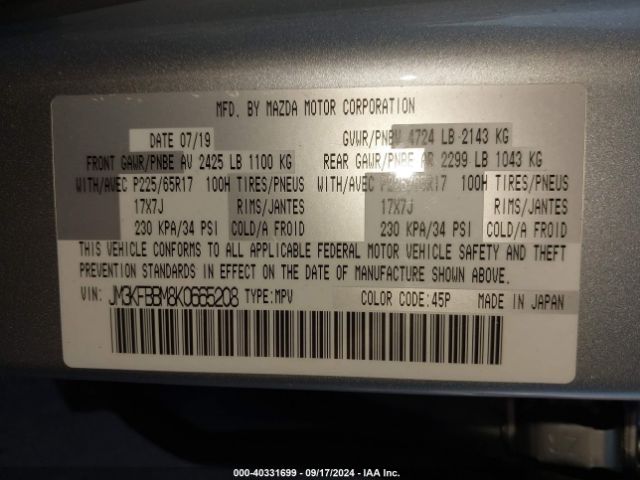 MFD. BY MAZDA MOTOR CORPORATION
DATE 07/19 GVWR/PNBV 4724 LB-2143 KG
FRONT GAWR/PNBE AV 2425 LB 1100 KG REAR GAWR/PNBE AR 2299 LB 1043 KG
WITH/AVEC P225/65R17 100H TIRES/PNEUS WITH/AVEC P225/65R17 100H TIRES/PNEUS
17X7J RIMS/JANTES 17X7J RIMS/JANTES
230 KPA/34 PSI COLD/A FROID 230 KPA/34 PSI COLD/A FROID
THIS VEHICLE CONFORMS TO ALL APPLICABLE FEDERAL MOTOR VEHICLE SAFETY AND THEFT
PREVENTION STANDARDS IN EFFECT ON THE DATE OF MANUFACTURE SHOWN ABOVE.
VIN: JM3KFBBM8K0665208 TYPE:MPV COLOR CODE:45P MADE IN JAPAN
000-40331699 - 09/17/2024 - IAA Inc.